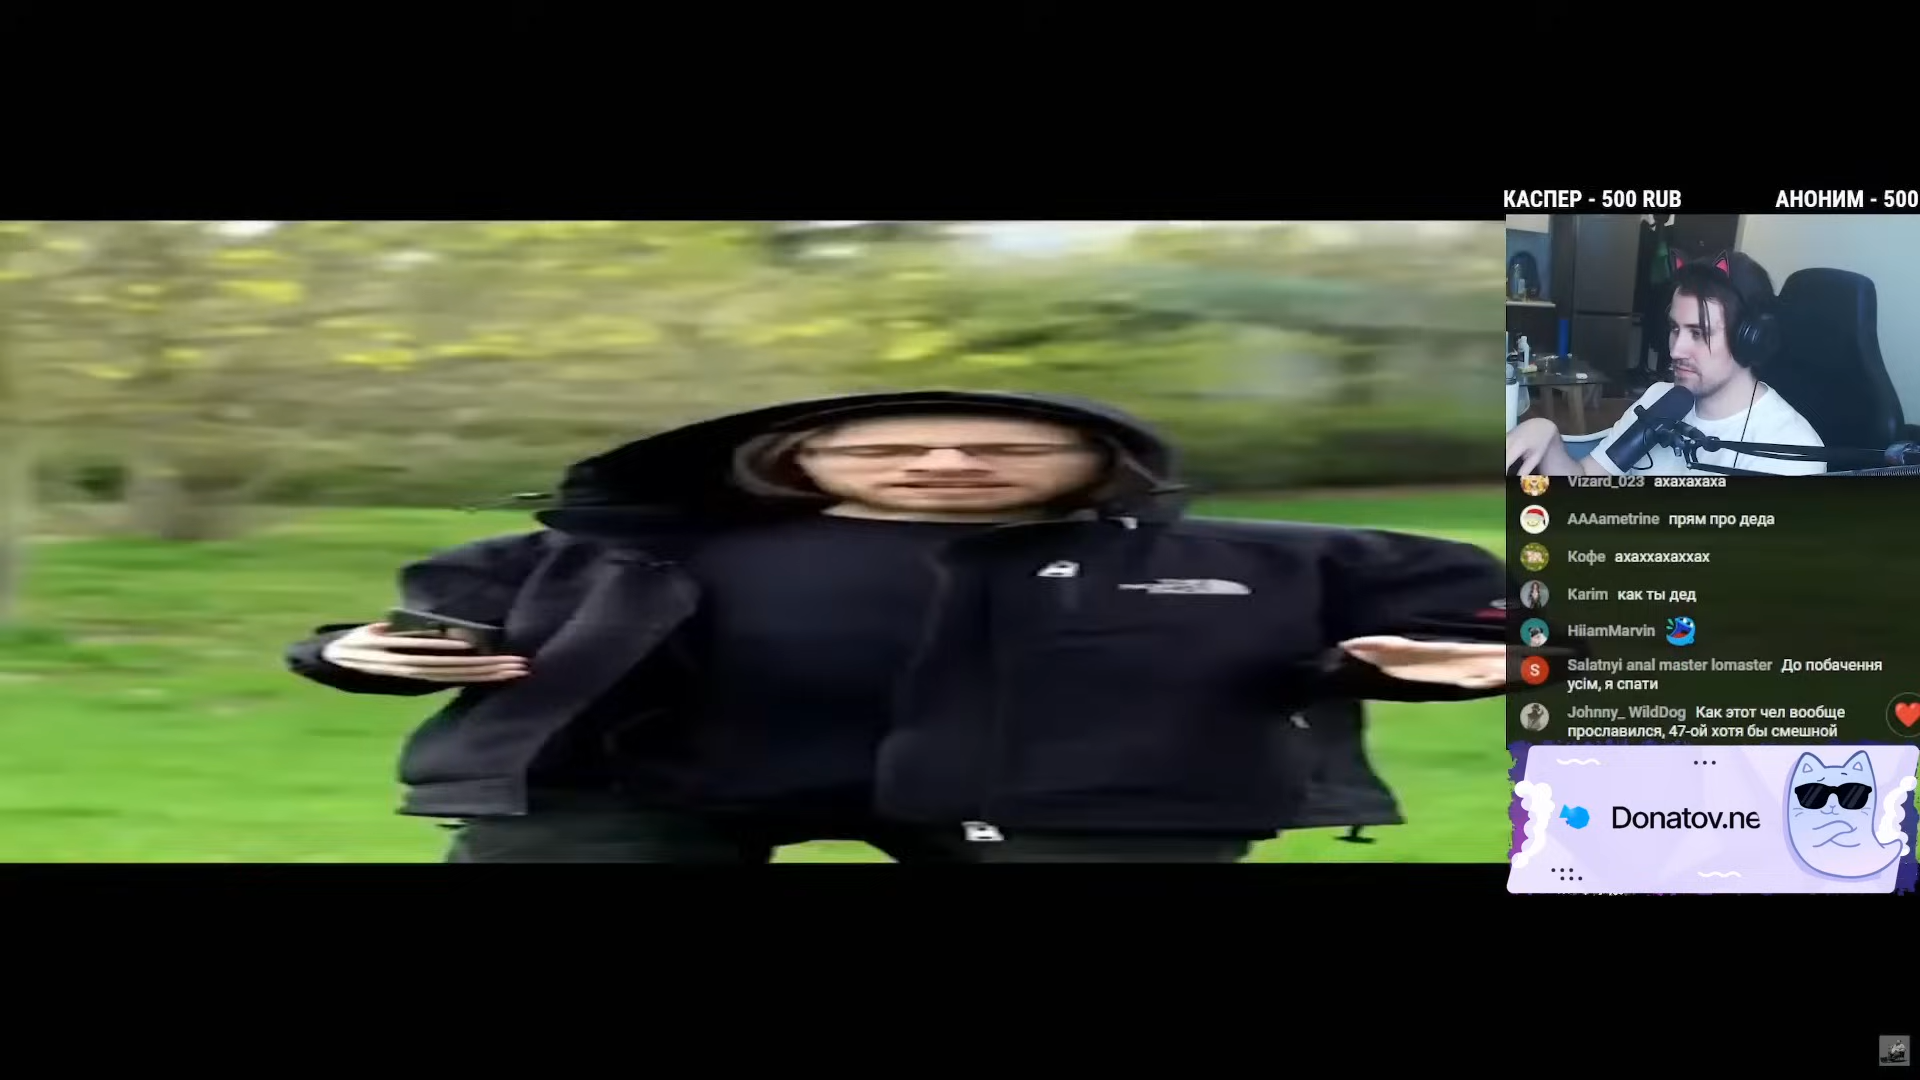 КАСПЕР - 500 RUB
АНОНИМ - 500
Vizard_023 ахахахаха
AAAametrine прям про деда
Кофе ахаххахаххах
Karim как ты дед
HiiamMarvin
S
Salatnyi anal master lomaster До побачення
усім, я спати
Johnny_ WildDog Как этот чел вообще
прославился, 47-ой хотя бы смешной
Donatov.ne